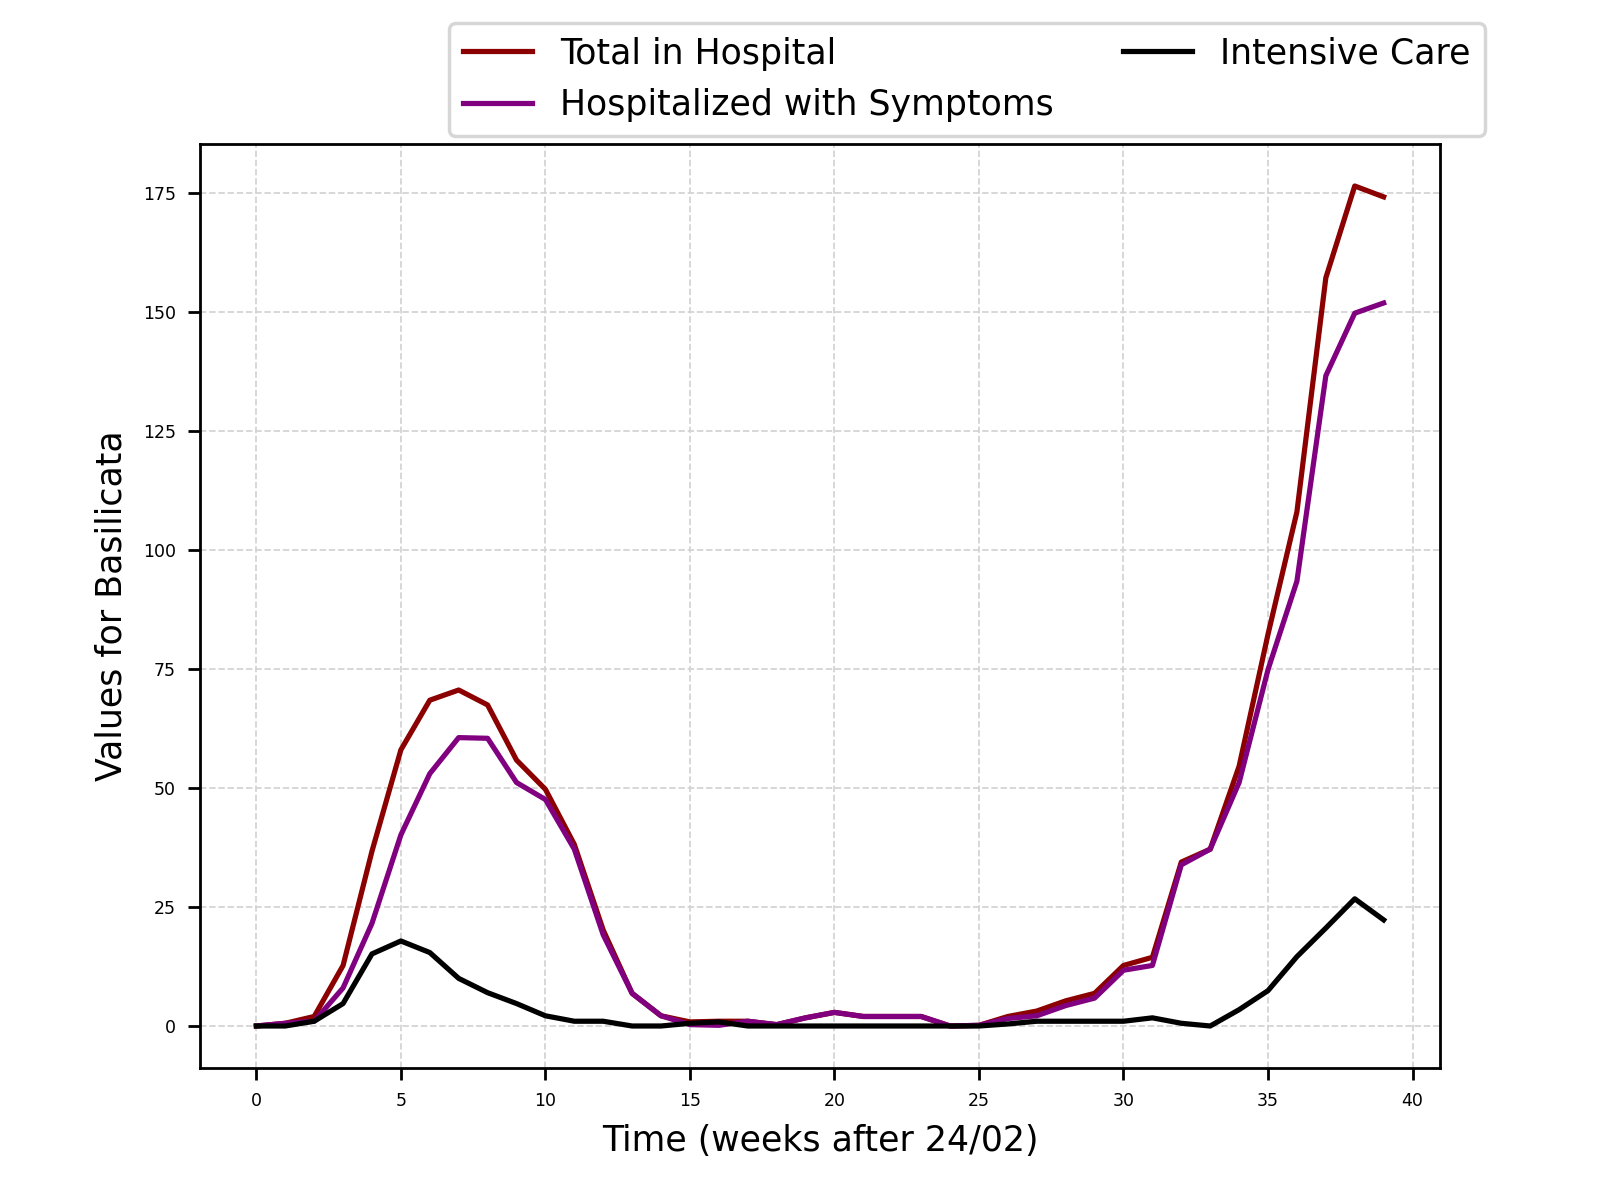 Total in Hospital
Hospitalized with Symptoms
Intensive Care
Values for Basilicata
175
150
125
100
75
50
25
0
0 5 10 15 20 25 30 35 40
Time (weeks after 24/02)